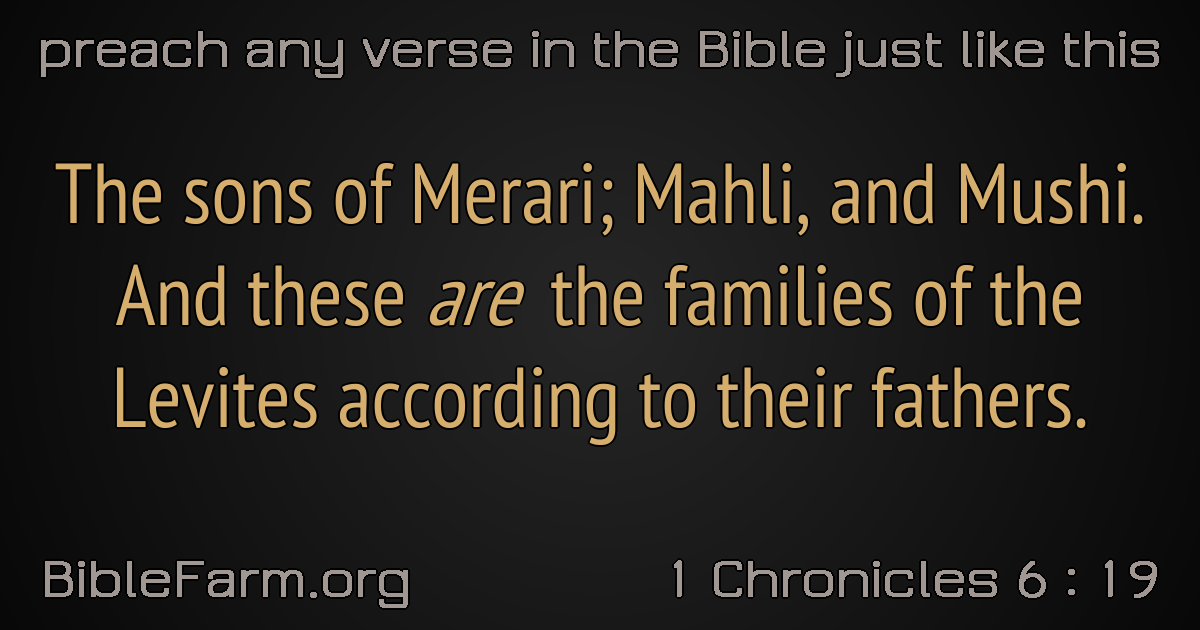 preach any verse in the Bible just like this
The sons of Merari; Mahli, and Mushi.
And these are the families of the
Levites according to their fathers.
BibleFarm.org
1 Chronicles 6 : 19